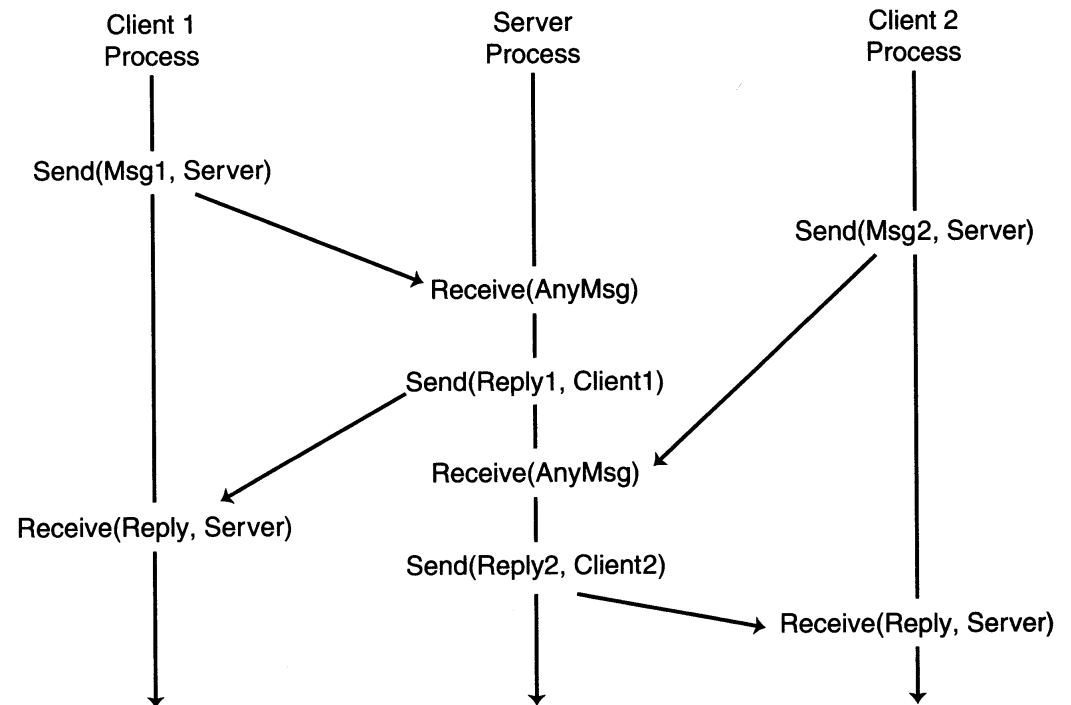 Client 1
Process
Server
Process
Client 2
Process
Send(Msg1, Server)
Send(Msg2, Server)
Receive(AnyMsg)
Send(Reply1, Client1)
Receive(AnyMsg)
Receive(Reply, Server)
Send(Reply2, Client2)
Receive(Reply, Server)